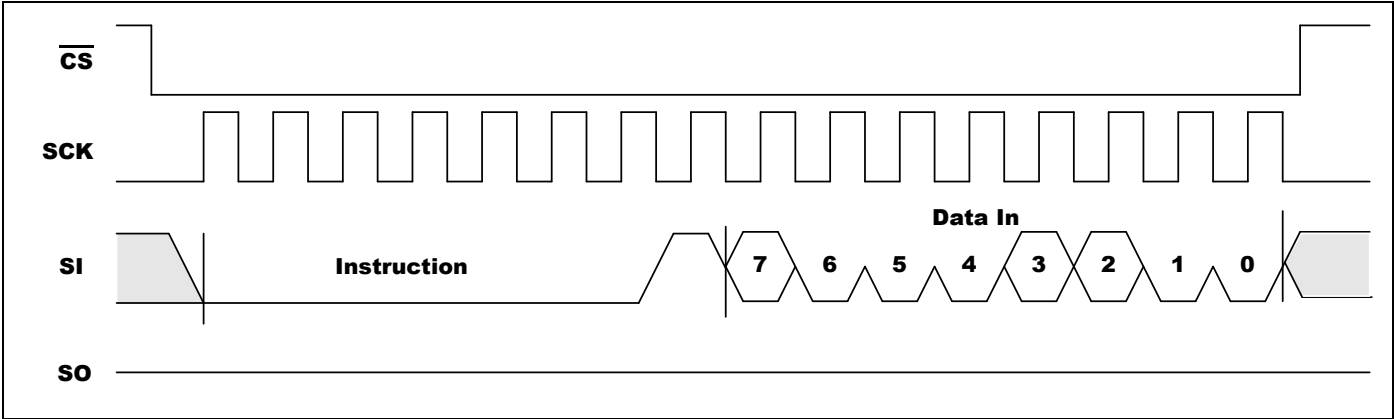 CS
SCK
Data In
SI Instruction 7 6 5 4 3 2 1 0
SO